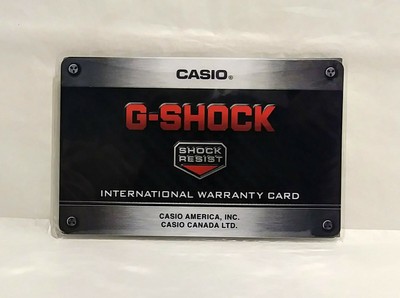 CASIO®
G-SHOCK
SHOCK
RESIST
INTERNATIONAL WARRANTY CARD
CASIO AMERICA, INC.
CASIO CANADA LTD.